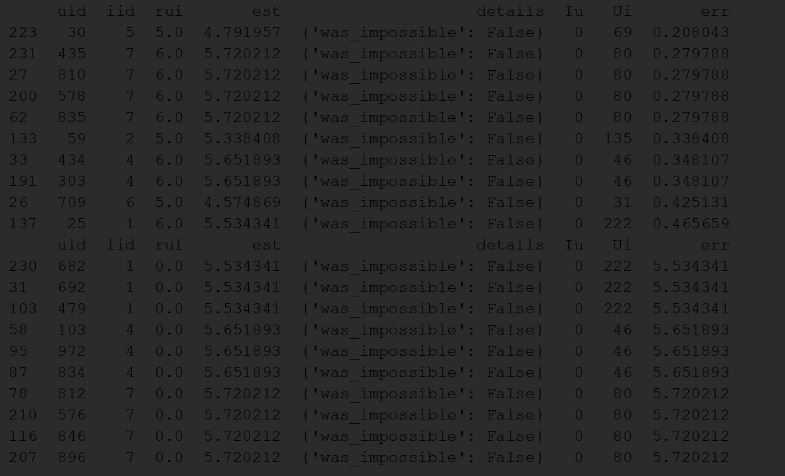 uid iid rui est details Iu Ui err
223 30 5 5.0 4.791957 {'was_impossible': False} 0 69 0.208043
231 435 7 6.0 5.720212 {'was_impossible': False} 0 80 0.279788
27 810 7 6.0 5.720212 {'was_impossible': False} 0 80 0.279788
200 578 7 6.0 5.720212 {'was_impossible': False} 0 80 0.279788
62 835 7 6.0 5.720212 {'was_impossible': False} 0 80 0.279788
133 59 2 5.0 5.338408 {'was_impossible': False} 0 135 0.338408
33 434 4 6.0 5.651893 {'was_impossible': False} 0 46 0.348107
191 303 4 6.0 5.651893 {'was_impossible': False} 0 46 0.348107
26 709 6 5.0 4.574869 {'was_impossible': False} 0 31 0.425131
137 25 1 6.0 5.534341 {'was_impossible': False} 0 222 0.465659
uid iid rui est details Iu Ui err
230 682 1 0.0 5.534341 {'was_impossible': False} 0 222 5.534341
31 692 1 0.0 5.534341 {'was_impossible': False} 0 222 5.534341
103 479 1 0.0 5.534341 {'was_impossible': False} 0 222 5.534341
58 103 4 0.0 5.651893 {'was_impossible': False} 0 46 5.651893
95 972 4 0.0 5.651893 {'was_impossible': False} 0 46 5.651893
87 834 4 0.0 5.651893 {'was_impossible': False} 0 46 5.651893
78 812 7 0.0 5.720212 {'was_impossible': False} 0 80 5.720212
210 576 7 0.0 5.720212 {'was_impossible': False} 0 80 5.720212
116 846 7 0.0 5.720212 {'was_impossible': False} 0 80 5.720212
207 896 7 0.0 5.720212 {'was_impossible': False} 0 80 5.720212